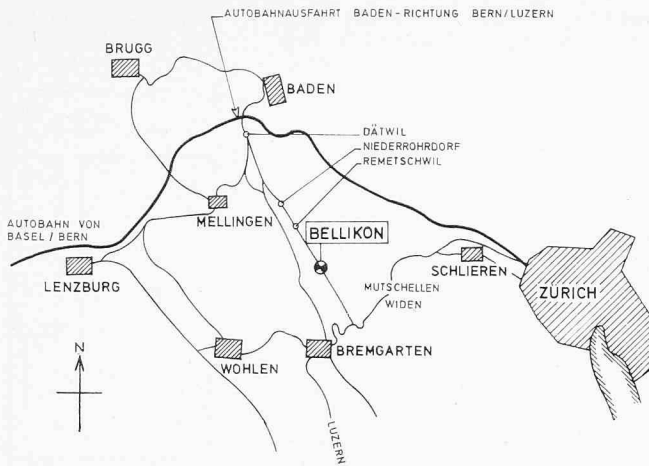 AUTOBAHNAUSFAHRT BADEN-RICHTUNG BERN/LUZERN
BRUGG
BADEN
DÄTWIL
NIEDERROHRDORF
REMETSCHWIL
MELLINGEN
AUTOBAHN VON
BASEL / BERN
BELLIKON
LENZBURG
SCHLIEREN
MUTSCHELLEN
WIDEN
ZÜRICH
N
WOHLEN
BREMGARTEN
LUZERN